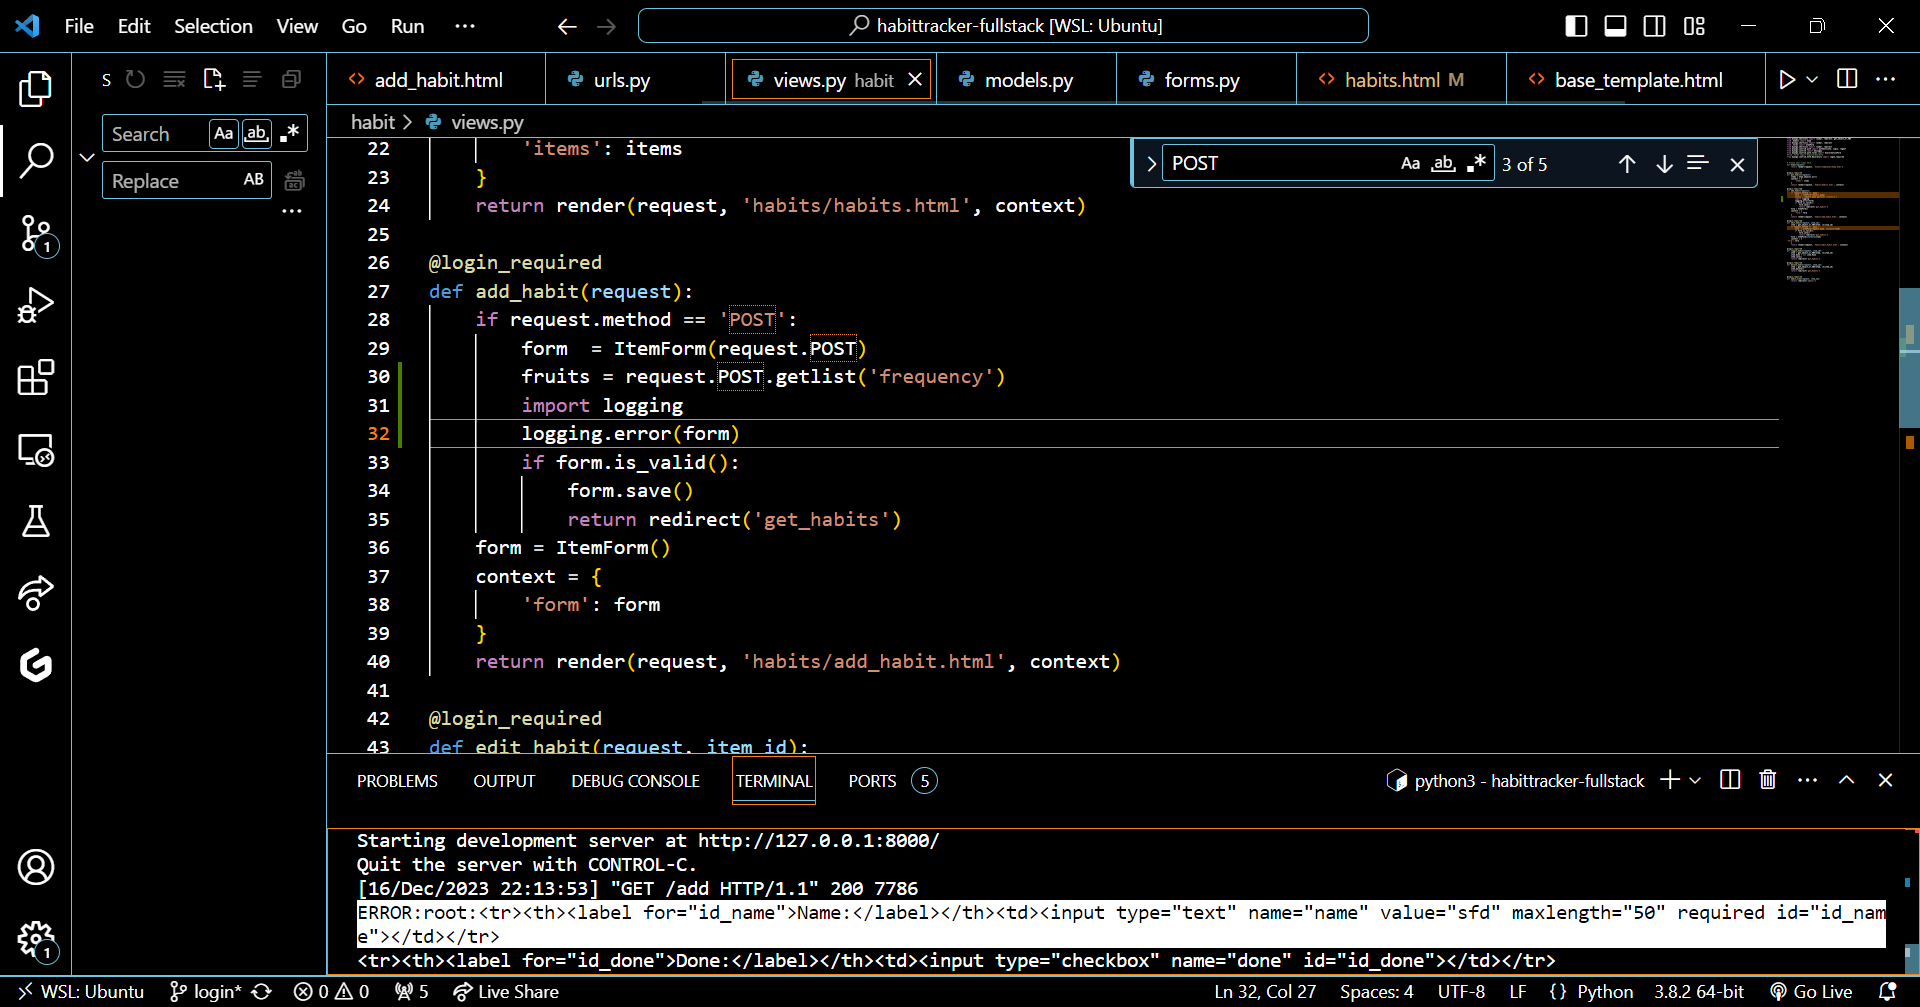 File Edit Selection View Go Run ··· habittracker-fullstack [WSL: Ubuntu]
S
add_habit.html urls.py views.py habit models.py forms.py habits.html M base_template.html
Search Aa ab .*
Replace AB
habit > views.py
POST Aa ab .* 3 of 5
22 'items': items
23 }
24 return render(request, 'habits/habits.html', context)
25
26 @login_required
27 def add_habit(request):
28 if request.method == 'POST':
29 form  = ItemForm(request.POST)
30 fruits = request.POST.getlist('frequency')
31 import logging
32 logging.error(form)
33 if form.is_valid():
34 form.save()
35 return redirect('get_habits')
36 form = ItemForm()
37 context = {
38 'form': form
39 }
40 return render(request, 'habits/add_habit.html', context)
41
42 @login_required
43 def edit_habit(request, item_id):
1
1
PROBLEMS OUTPUT DEBUG CONSOLE TERMINAL PORTS 5 python3 - habittracker-fullstack
Starting development server at http://127.0.0.1:8000/
Quit the server with CONTROL-C.
[16/Dec/2023 22:13:53] "GET /add HTTP/1.1" 200 7786
ERROR:root:<tr><th><label for="id_name">Name:</label></th><td><input type="text" name="name" value="sfd" maxlength="50" required id="id_nam
e"></td></tr>
<tr><th><label for="id_done">Done:</label></th><td><input type="checkbox" name="done" id="id_done"></td></tr>
WSL: Ubuntu login* 0 0 5 Live Share Ln 32, Col 27 Spaces: 4 UTF-8 LF {} Python 3.8.2 64-bit Go Live